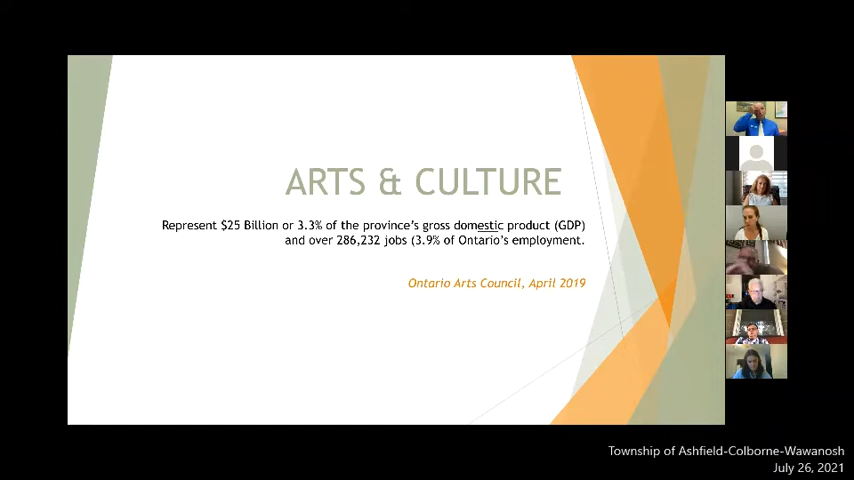 ARTS & CULTURE
Represent $25 Billion or 3.3% of the province's gross domestic product (GDP)
and over 286,232 jobs (3.9% of Ontario's employment.
Ontario Arts Council, April 2019
Township of Ashfield-Colborne-Wawanosh
July 26, 2021